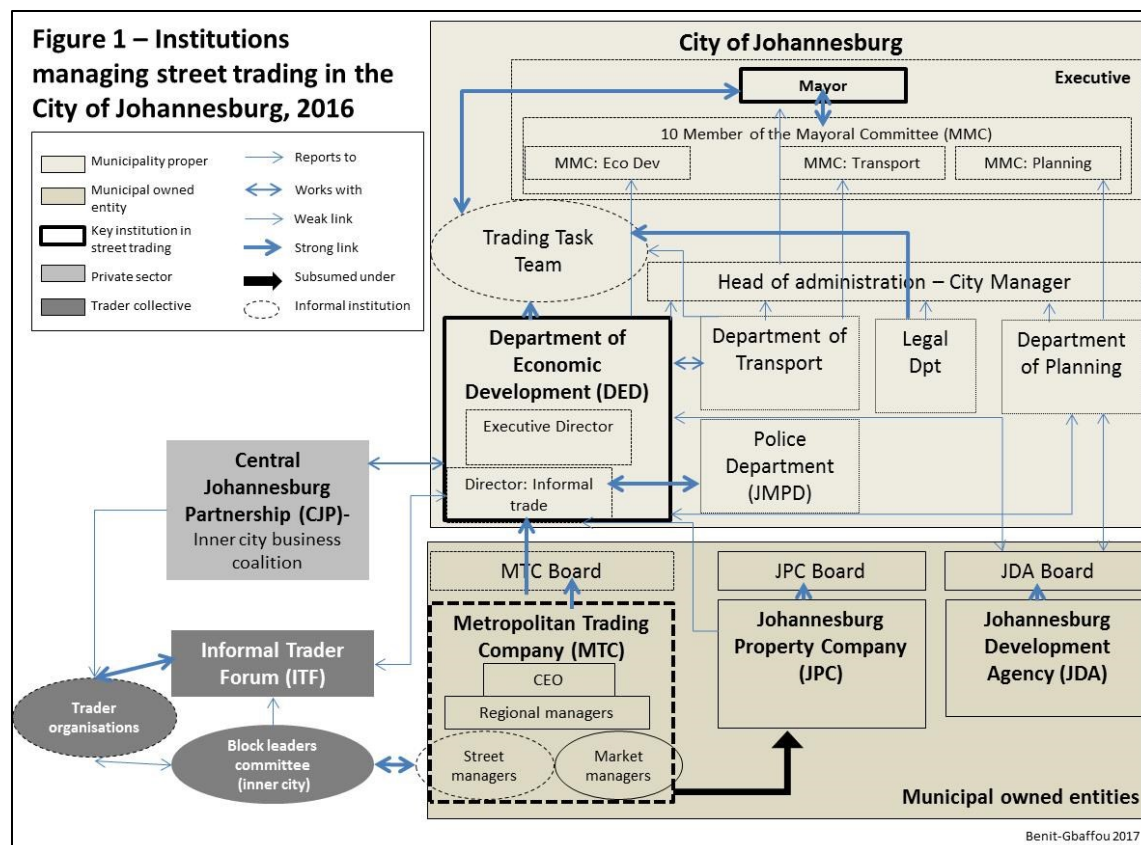 Figure 1 – Institutions
managing street trading in the
City of Johannesburg, 2016
Municipality proper
Municipal owned
entity
Key institution in
street trading
Private sector
Trader collective
Reports to
Works with
Weak link
Strong link
Subsumed under
Informal institution
City of Johannesburg
Executive
Mayor
10 Member of the Mayoral Committee (MMC)
MMC: Eco Dev
MMC: Transport
MMC: Planning
Trading Task
Team
Head of administration – City Manager
Department of
Economic
Development (DED)
Executive Director
Director: Informal
trade
Department of
Transport
Legal
Dpt
Department
of Planning
Police
Department
(JMPD)
Central
Johannesburg
Partnership (CJP)-
Inner city business
coalition
MTC Board
JPC Board
JDA Board
Metropolitan Trading
Company (MTC)
CEO
Regional managers
Street
managers
Market
managers
Johannesburg
Property Company
(JPC)
Johannesburg
Development
Agency (JDA)
Informal Trader
Forum (ITF)
Trader
organisations
Block leaders
committee
(inner city)
Municipal owned entities
Benit-Gbaffou 2017